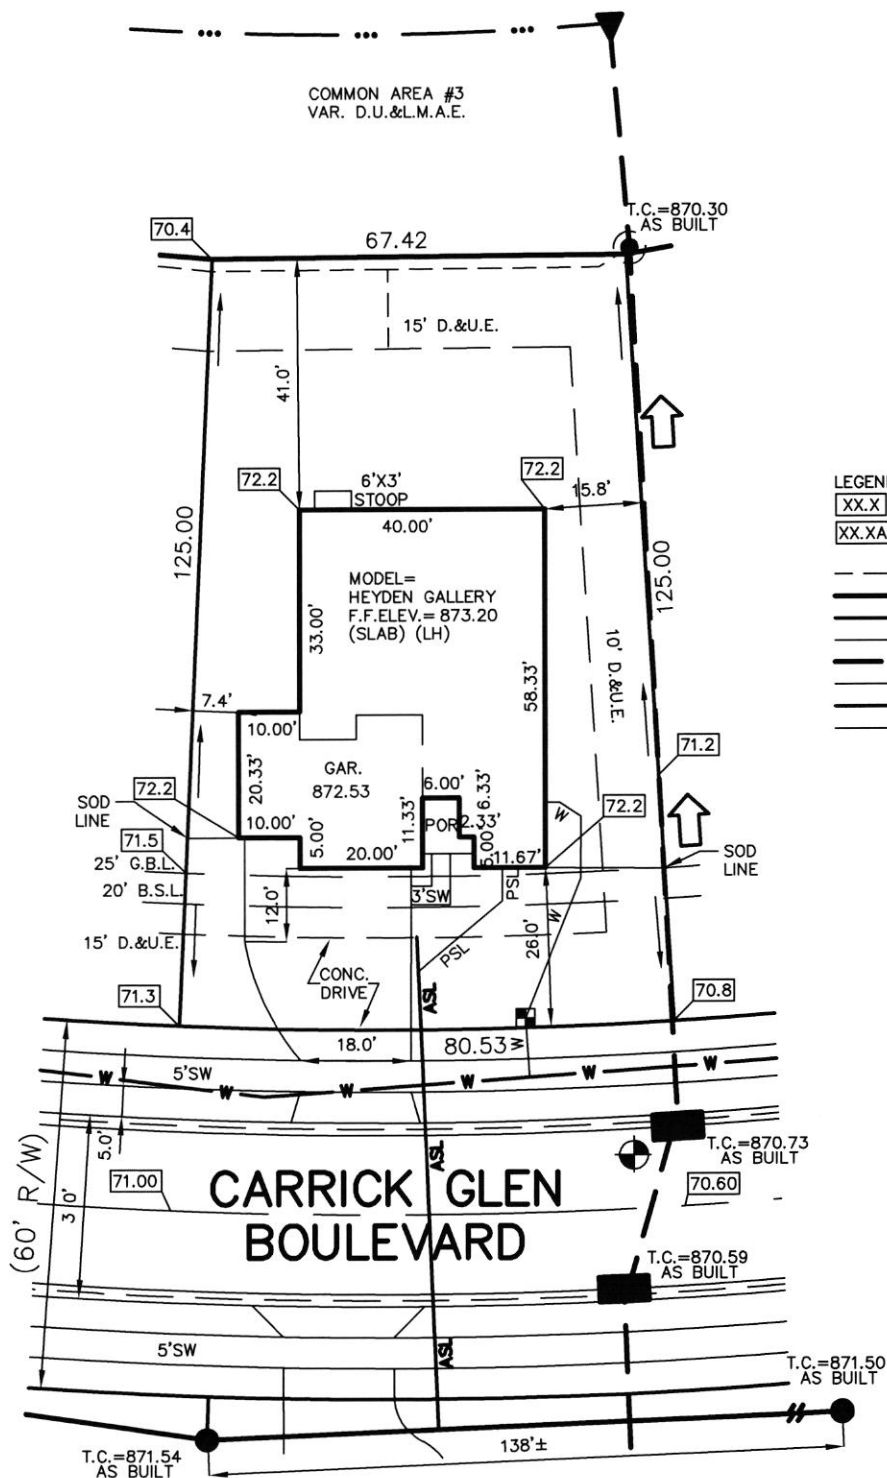 COMMON AREA #3
VAR. D.U.&L.M.A.E.
T.C.=870.30
AS BUILT
70.4
67.42
15' D.&U.E.
41.0'
72.2
6'X3'
STOOP
72.2
15.8'
40.00'
LEGEN
XX.X
XX.XA
125.00
MODEL=
HEYDEN GALLERY
F.F.ELEV.= 873.20
(SLAB) (LH)
33.00'
125.00
10' D.&U.E.
58.33'
7.4'
10.00'
71.2
GAR.
872.53
20.33'
6.00'
6.33'
72.2
72.2
SOD
LINE
10.00'
11.33'
POR
2.33'
W
71.5
5.00'
20.00'
5.00'
11.67'
SOD
LINE
25' G.B.L.
20' B.S.L.
12.0'
3'SW
PSL
W
26.0'
15' D.&U.E.
PSL
CONC.
DRIVE
ASL
71.3
70.8
18.0'
80.53
W
5'SW
W W W W W W
5.0'
ASL
T.C.=870.73
AS BUILT
(60' R/W)
71.00
70.60
CARRICK GLEN
BOULEVARD
T.C.=870.59
AS BUILT
5'SW
ASL
T.C.=871.50
AS BUILT
T.C.=871.54
AS BUILT
138'±